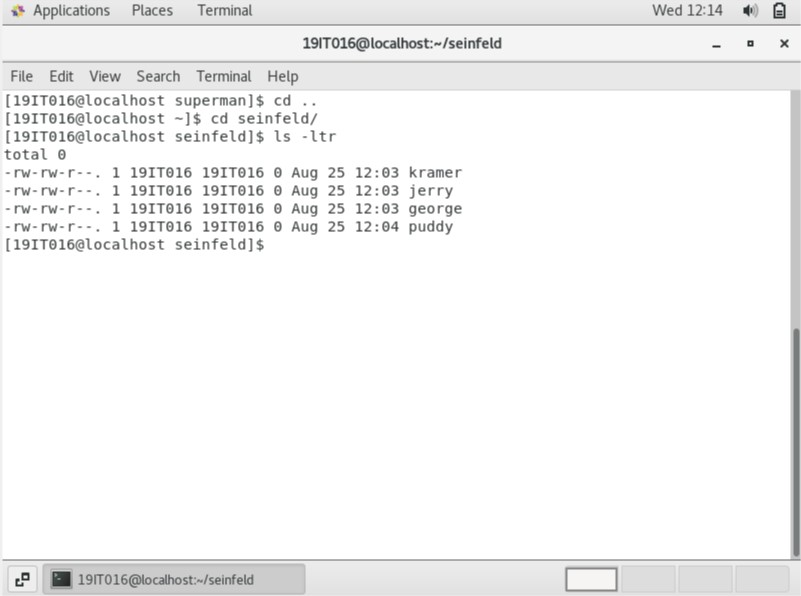 Applications Places Terminal Wed 12:14
19IT016@localhost:~/seinfeld
File Edit View Search Terminal Help
[19IT016@localhost superman]$ cd ..
[19IT016@localhost ~]$ cd seinfeld/
[19IT016@localhost seinfeld]$ ls -ltr
total 0
-rw-rw-r--. 1 19IT016 19IT016 0 Aug 25 12:03 kramer
-rw-rw-r--. 1 19IT016 19IT016 0 Aug 25 12:03 jerry
-rw-rw-r--. 1 19IT016 19IT016 0 Aug 25 12:03 george
-rw-rw-r--. 1 19IT016 19IT016 0 Aug 25 12:04 puddy
[19IT016@localhost seinfeld]$
19IT016@localhost:~/seinfeld